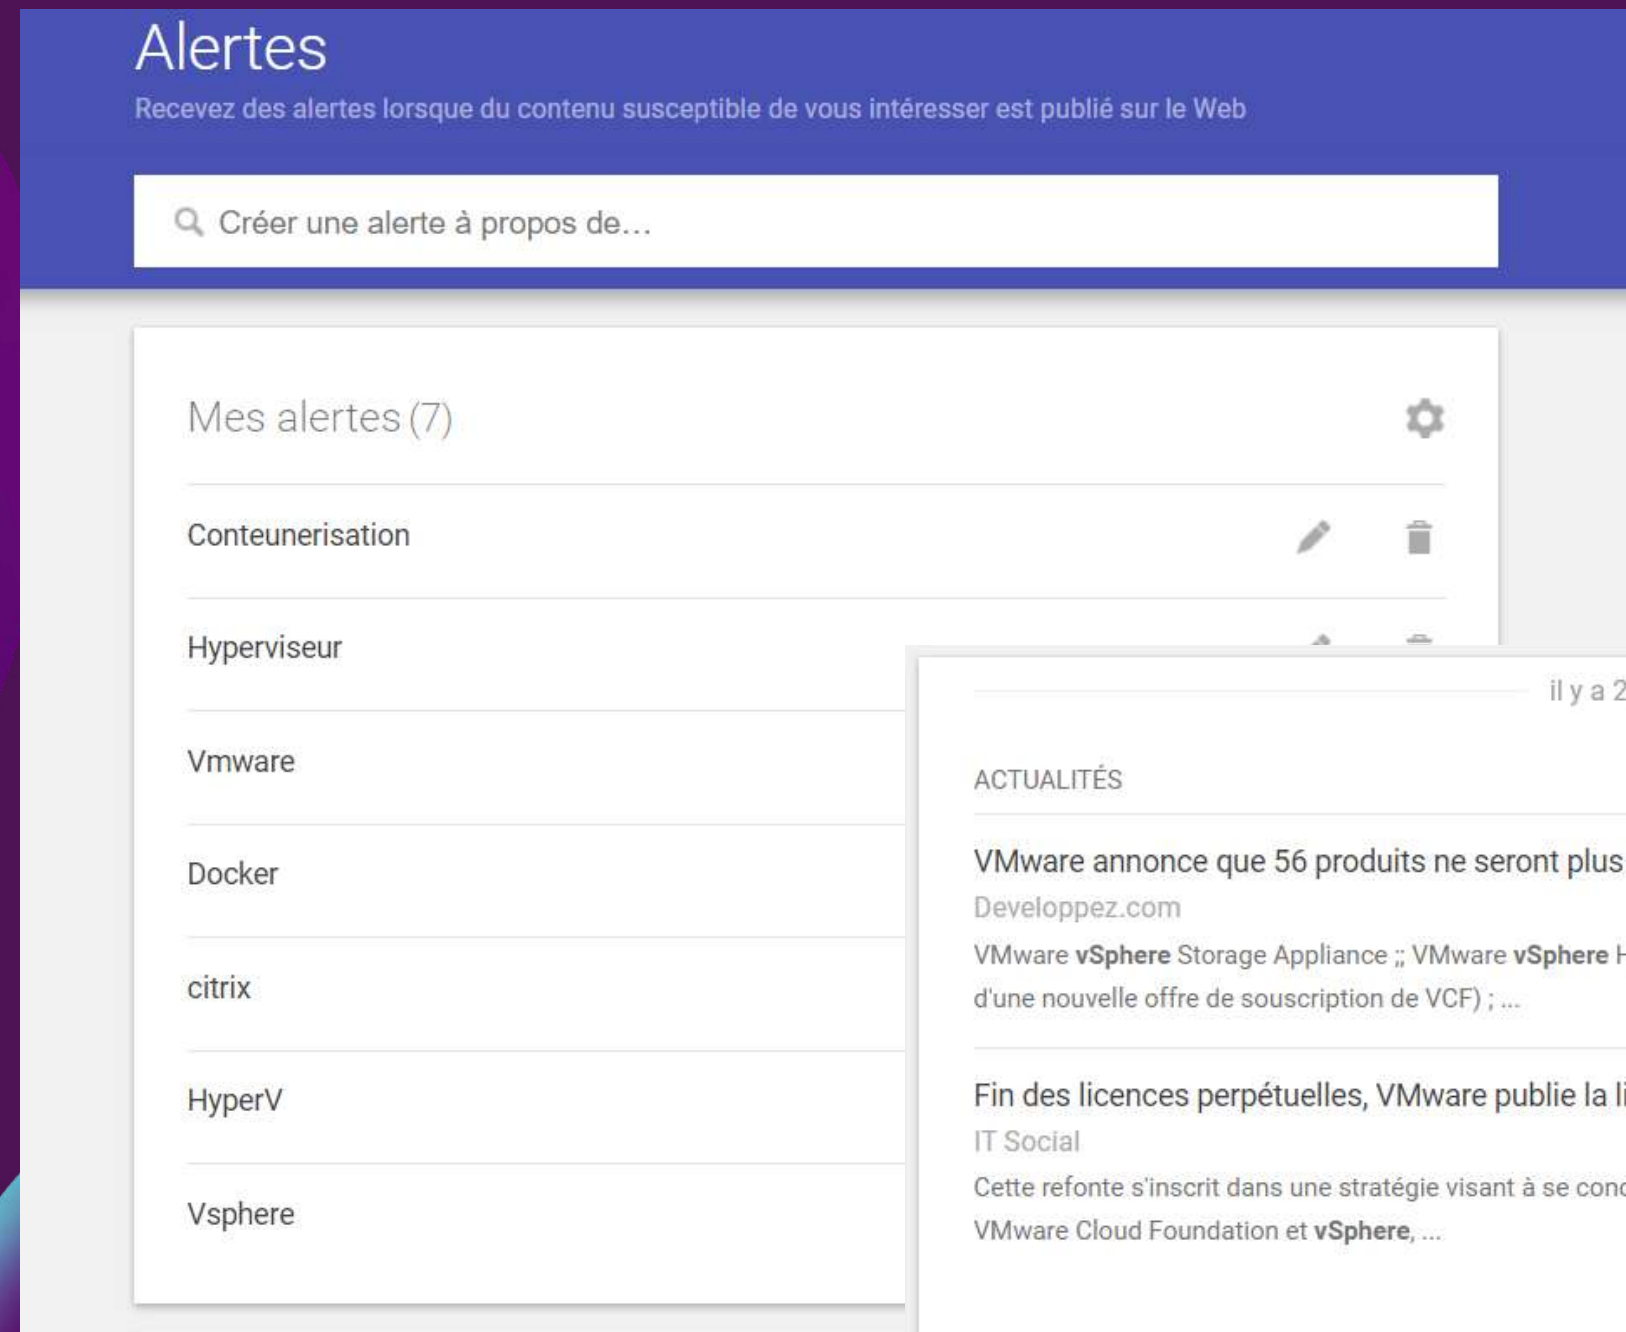 Alertes
Recevez des alertes lorsque du contenu susceptible de vous intéresser est publié sur le Web
Créer une alerte à propos de...
Mes alertes (7)
Conteunerisation
Hyperviseur
Vmware
Docker
citrix
HyperV
Vsphere
il y a 2
ACTUALITÉS
VMware annonce que 56 produits ne seront plus
Developpez.com
VMware vSphere Storage Appliance ;; VMware vSphere
d'une nouvelle offre de souscription de VCF) ; ...
Fin des licences perpétuelles, VMware publie la
IT Social
Cette refonte s'inscrit dans une stratégie visant à se
VMware Cloud Foundation et vSphere, ...